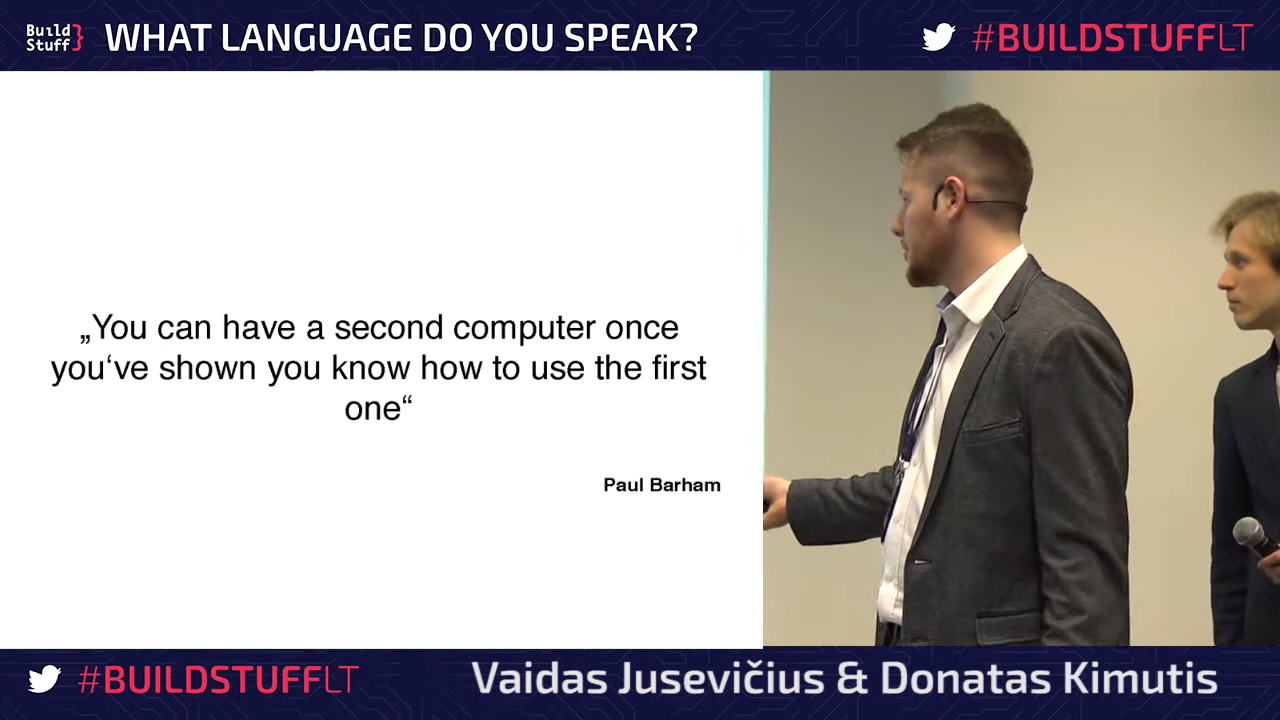 Build
Stuff}
WHAT LANGUAGE DO YOU SPEAK?
#BUILDSTUFFLT
„You can have a second computer once
you‘ve shown you know how to use the first
one“
Paul Barham
#BUILDSTUFFLT
Vaidas Jusevičius & Donatas Kimutis